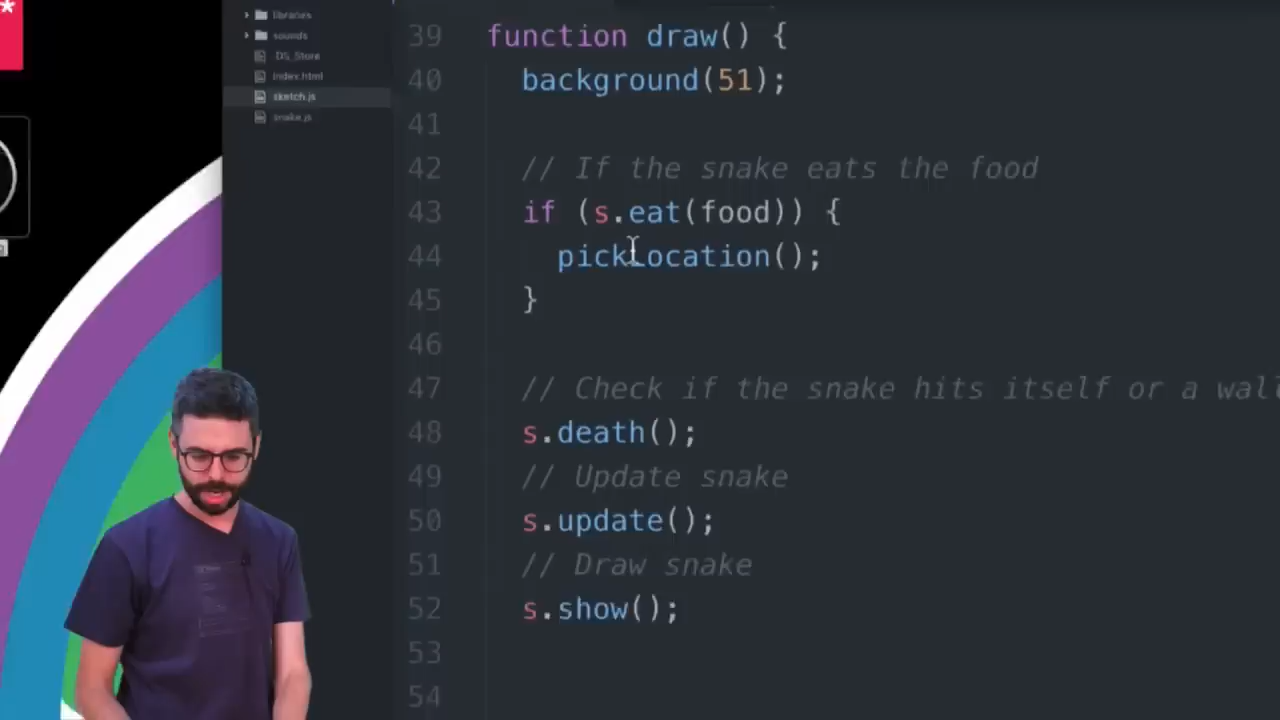 *
libraries
sounds
.DS_Store
index.html
sketch.js
snake.js
39 function draw() {
40 background(51);
41
42 // If the snake eats the food
43 if (s.eat(food)) {
44 pickLocation();
45 }
46
47 // Check if the snake hits itself or a wall
48 s.death();
49 // Update snake
50 s.update();
51 // Draw snake
52 s.show();
53
54